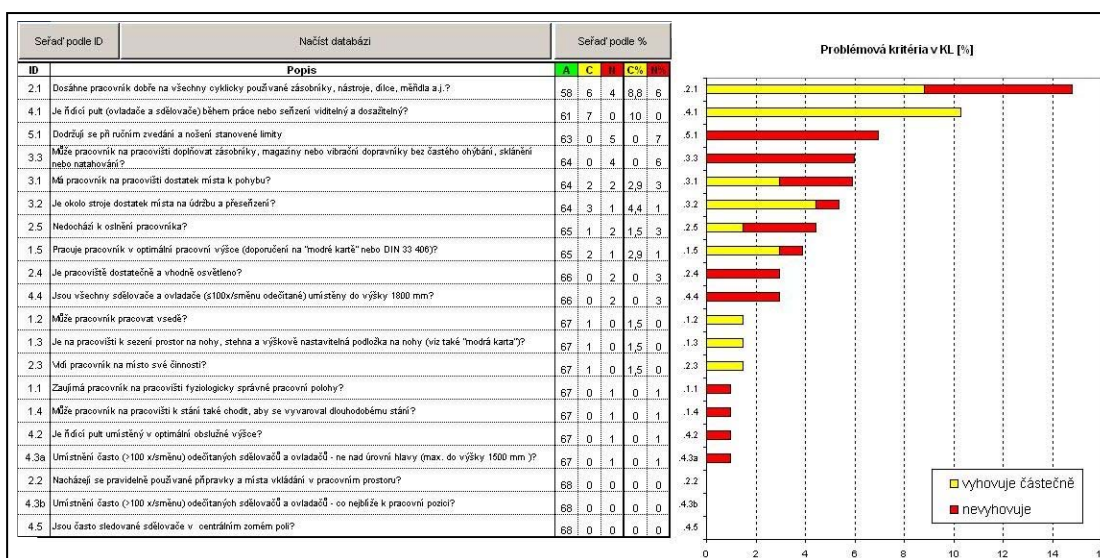 Seřaď podle ID Načíst databázi Seřaď podle %
ID Popis A C N C% N%
2.1 Dosáhne pracovník dobře na všechny cyklicky používané zásobníky, nástroje, dílce, měřidla a.j.? 58 6 4 8,8 6
4.1 Je řídicí pult (ovladače a sdělovače) během práce nebo seřízení viditelný a dosažitelný? 61 7 0 10 0
5.1 Dodržují se při ručním zvedání a nošení stanovené limity 63 0 5 0 7
3.3 Může pracovník na pracovišti doplňovat zásobníky, magazíny nebo vibrační dopravníky bez častého ohýbání, sklánění
nebo natahování? 64 0 4 0 6
3.1 Má pracovník na pracovišti dostatek místa k pohybu? 64 2 2 2,9 3
3.2 Je okolo stroje dostatek místa na údržbu a přeseřízení? 64 3 1 4,4 1
2.5 Nedochází k oslnění pracovníka? 65 1 2 1,5 3
1.5 Pracuje pracovník v optimální pracovní výšce (doporučení na "modré kartě" nebo DIN 33 406)? 65 2 1 2,9 1
2.4 Je pracoviště dostatečně a vhodně osvětleno? 66 0 2 0 3
4.4 Jsou všechny sdělovače a ovladače (≤100x/směnu odečítané) umístěny do výšky 1800 mm? 66 0 2 0 3
1.2 Může pracovník pracovat vsedě? 67 1 0 1,5 0
1.3 Je na pracovišti k sezení prostor na nohy, stehna a výškově nastavitelná podložka na nohy (viz také "modrá karta")? 67 1 0 1,5 0
2.3 Vidí pracovník na místo své činnosti? 67 1 0 1,5 0
1.1 Zaujímá pracovník na pracovišti fyziologicky správné pracovní polohy? 67 0 1 0 1
1.4 Může pracovník na pracovišti k stání také chodit, aby se vyvaroval dlouhodobému stání? 67 0 1 0 1
4.2 Je řídicí pult umístěný v optimální obslužné výšce? 67 0 1 0 1
4.3a Umístnění často (>100 x/směnu) odečítaných sdělovačů a ovladačů - ne nad úrovní hlavy (max. do výšky 1500 mm )? 67 0 1 0 1
2.2 Nacházejí se pravidelně používané přípravky a místa vkládání v pracovním prostoru? 68 0 0 0 0
4.3b Umístnění často (>100 x/směnu) odečítaných sdělovačů a ovladačů - co nejblíže k pracovní pozici? 68 0 0 0 0
4.5 Jsou často sledované sdělovače v centrálním zorném poli? 68 0 0 0 0
Problémová kritéria v KL [%]
.2.1
.4.1
.5.1
.3.3
.3.1
.3.2
.2.5
.1.5
.2.4
.4.4
.1.2
.1.3
.2.3
.1.1
.1.4
.4.2
.4.3a
.2.2
.4.3b
.4.5
vyhovuje částečně
nevyhovuje
0 2 4 6 8 10 12 14 16